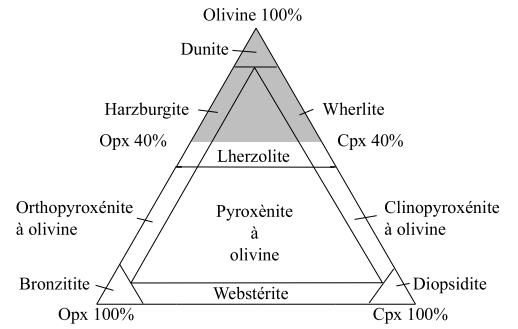 Olivine 100%
Dunite
Harzburgite
Wherlite
Opx 40%
Cpx 40%
Lherzolite
Orthopyroxénite
à olivine
Pyroxènite
à
olivine
Clinopyroxénite
à olivine
Bronzitite
Webstérite
Diopsidite
Opx 100%
Cpx 100%